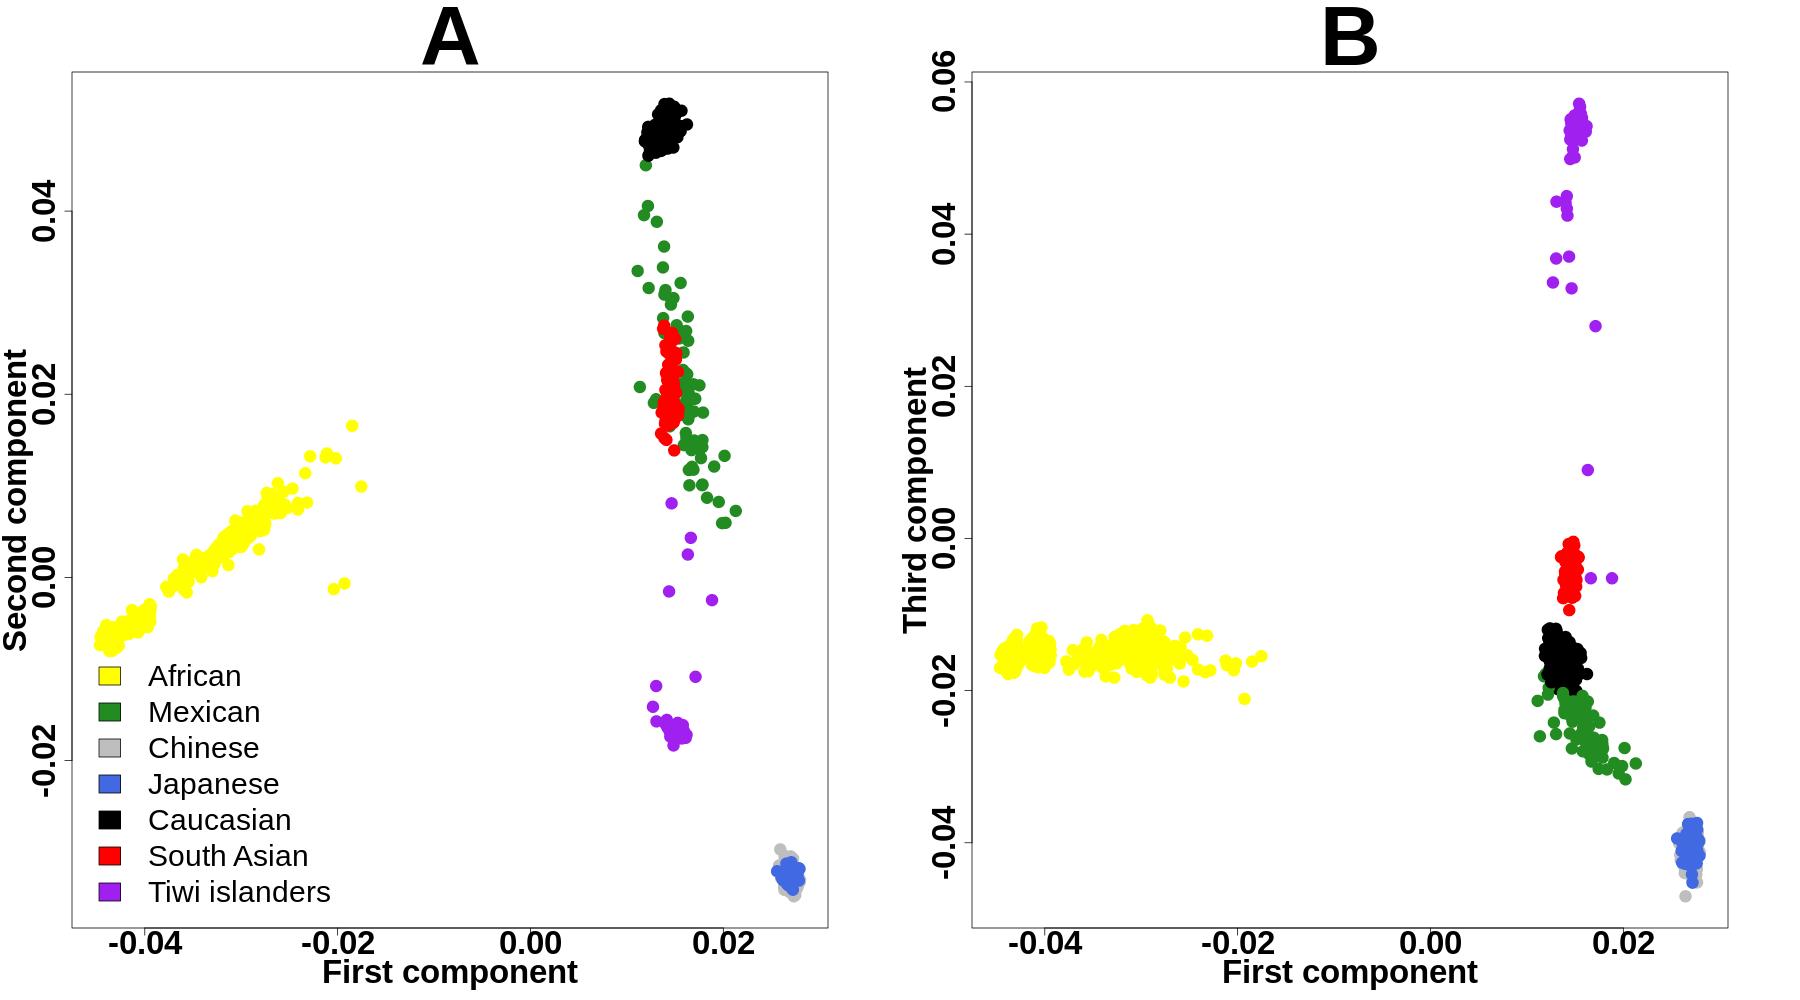 A
Second component
0.04
0.02
0.00
-0.02
African
Mexican
Chinese
Japanese
Caucasian
South Asian
Tiwi islanders
-0.04 -0.02 0.00 0.02
First component
B
Third component
0.06
0.04
0.02
0.00
-0.02
-0.04
-0.04 -0.02 0.00 0.02
First component